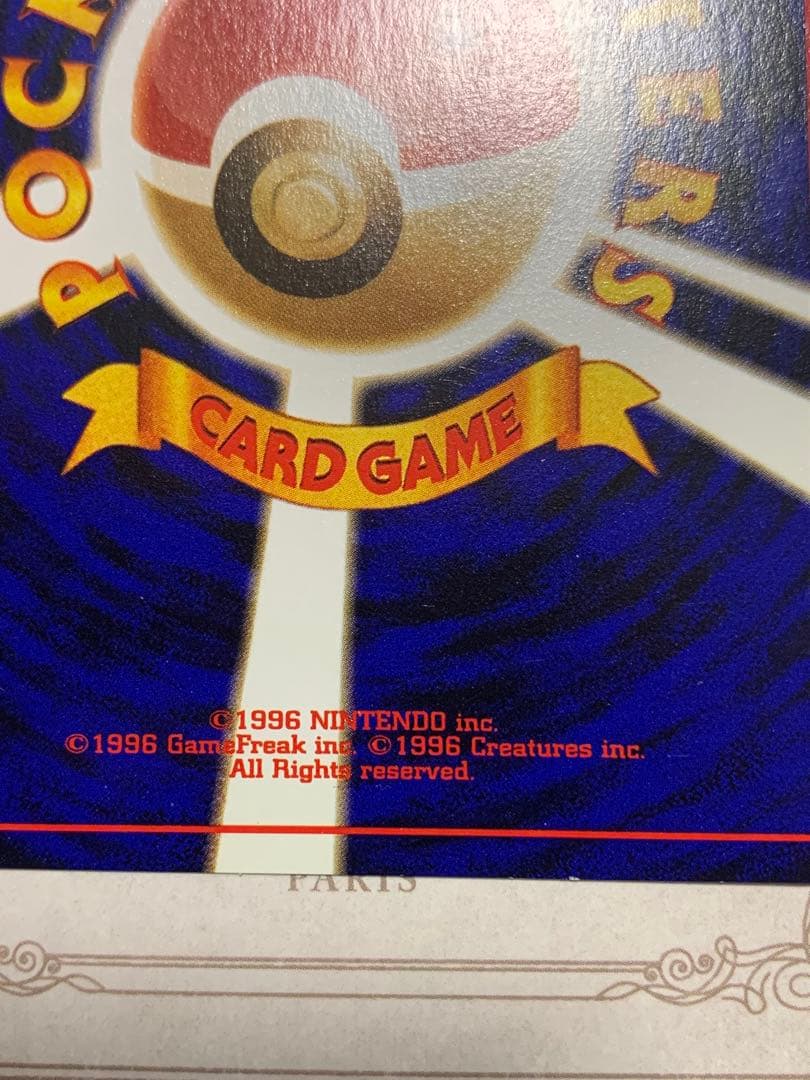 POCK
TERS
CARD GAME
©1996 NINTENDO inc.
©1996 GameFreak inc. ©1996 Creatures inc.
All Rights reserved.
PARIS